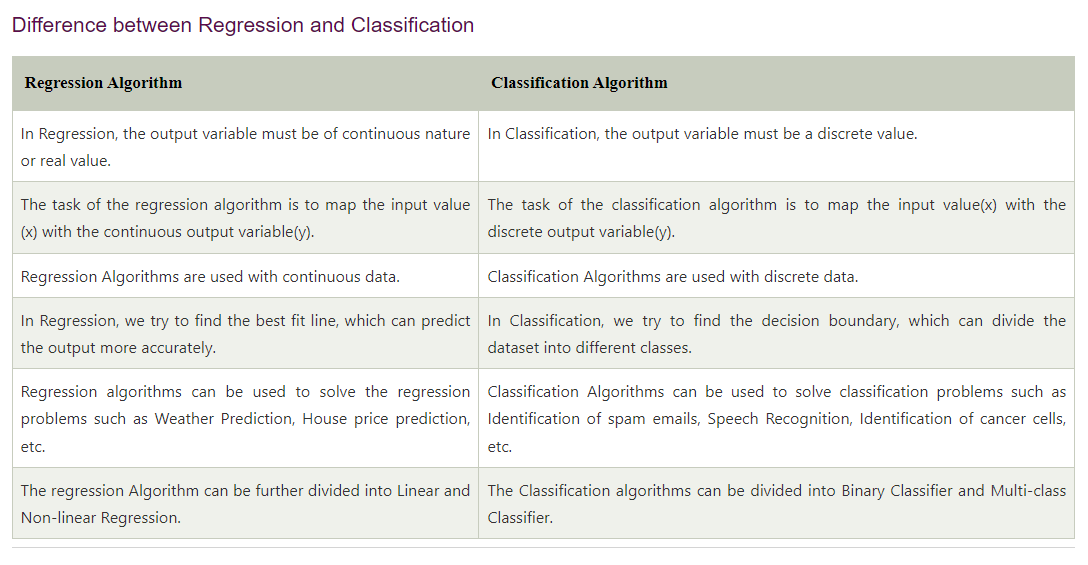 Difference between Regression and Classification
Regression Algorithm
Classification Algorithm
In Regression, the output variable must be of continuous nature
or real value.
In Classification, the output variable must be a discrete value.
The task of the regression algorithm is to map the input value
(x) with the continuous output variable(y).
The task of the classification algorithm is to map the input value(x) with the
discrete output variable(y).
Regression Algorithms are used with continuous data.
Classification Algorithms are used with discrete data.
In Regression, we try to find the best fit line, which can predict
the output more accurately.
In Classification, we try to find the decision boundary, which can divide the
dataset into different classes.
Regression algorithms can be used to solve the regression
problems such as Weather Prediction, House price prediction,
etc.
Classification Algorithms can be used to solve classification problems such as
Identification of spam emails, Speech Recognition, Identification of cancer cells,
etc.
The regression Algorithm can be further divided into Linear and
Non-linear Regression.
The Classification algorithms can be divided into Binary Classifier and Multi-class
Classifier.